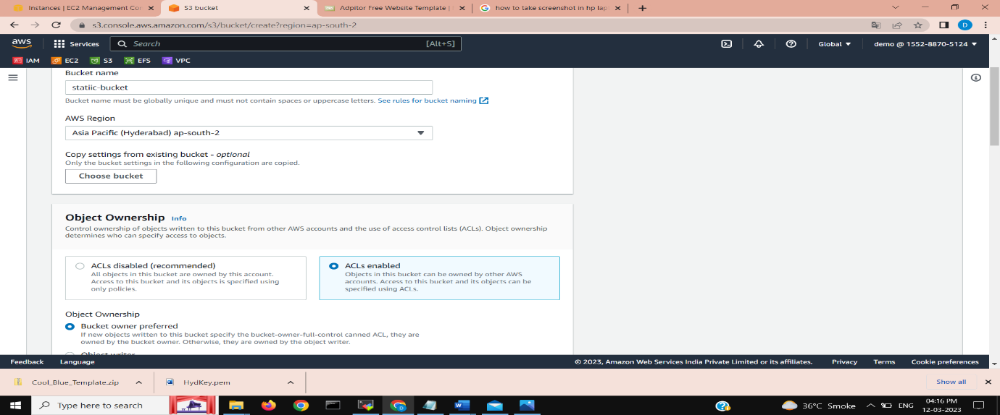 Instances | EC2 Management Con
S3 bucket
Adpitor Free Website Template |
how to take screenshot in hp lap
s3.console.aws.amazon.com/s3/bucket/create?region=ap-south-2
D
aws
Services
Search
[Alt+S]
Global
demo @ 1552-8870-5124
IAM
EC2
S3
EFS
VPC
Bucket name
statiic-bucket
Bucket name must be globally unique and must not contain spaces or uppercase letters. See rules for bucket naming
AWS Region
Asia Pacific (Hyderabad) ap-south-2
Copy settings from existing bucket - optional
Only the bucket settings in the following configuration are copied.
Choose bucket
Object Ownership Info
Control ownership of objects written to this bucket from other AWS accounts and the use of access control lists (ACLs). Object ownership
determines who can specify access to objects.
ACLs disabled (recommended)
All objects in this bucket are owned by this account.
Access to this bucket and its objects is specified using
only policies.
ACLs enabled
Objects in this bucket can be owned by other AWS
accounts. Access to this bucket and its objects can be
specified using ACLs.
Object Ownership
Bucket owner preferred
If new objects written to this bucket specify the bucket-owner-full-control canned ACL, they are
owned by the bucket owner. Otherwise, they are owned by the object writer.
Object writer
Feedback
Language
© 2023, Amazon Web Services India Private Limited or its affiliates.
Privacy
Terms
Cookie preferences
Cool_Blue_Template.zip
HydKey.pem
Show all
Type here to search
36°C Smoke
ENG
04:16 PM
12-03-2023